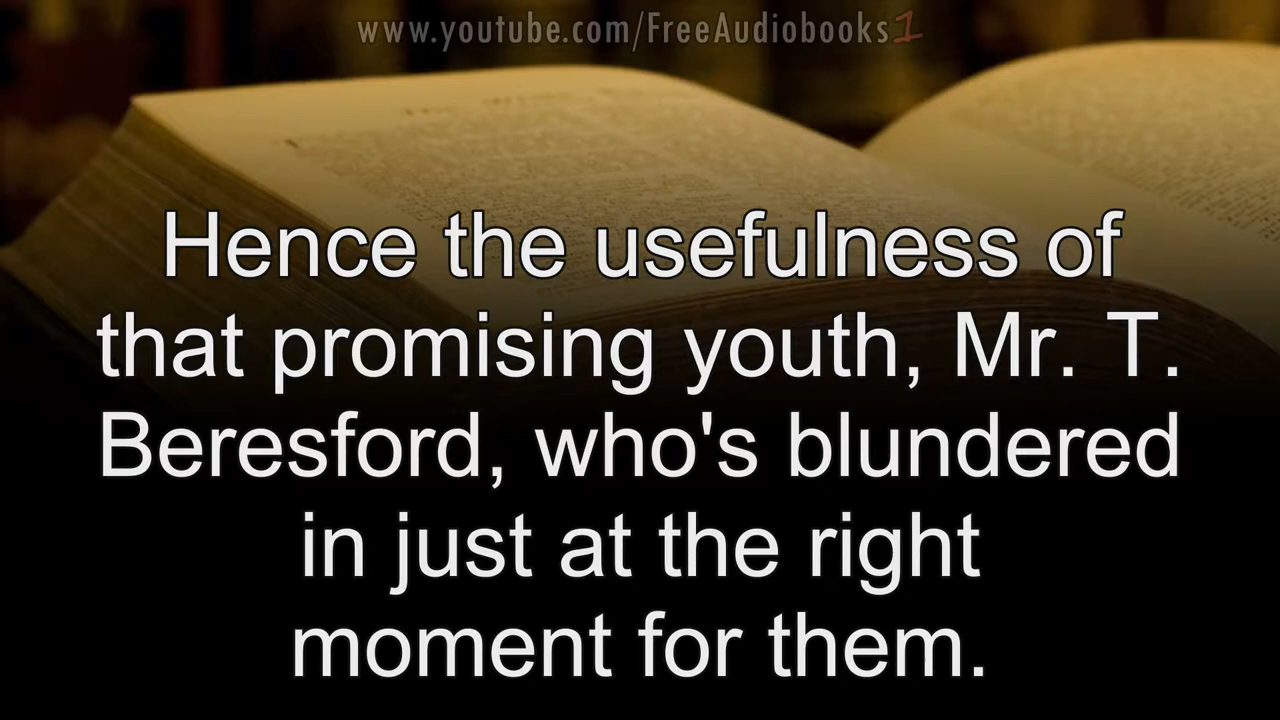 www.youtube.com/FreeAudiobooks1
Hence the usefulness of
that promising youth, Mr. T.
Beresford, who's blundered
in just at the right
moment for them.